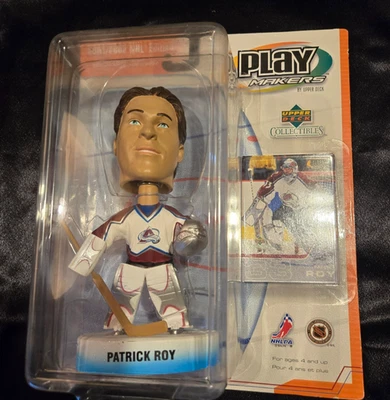 PLAY
MAKERS
BY UPPER DECK
UPPER
DECK
COLLECTIBLES
ROY
PATRICK ROY
NHLPA
For ages 4 and up
Pour 4 ans et plus